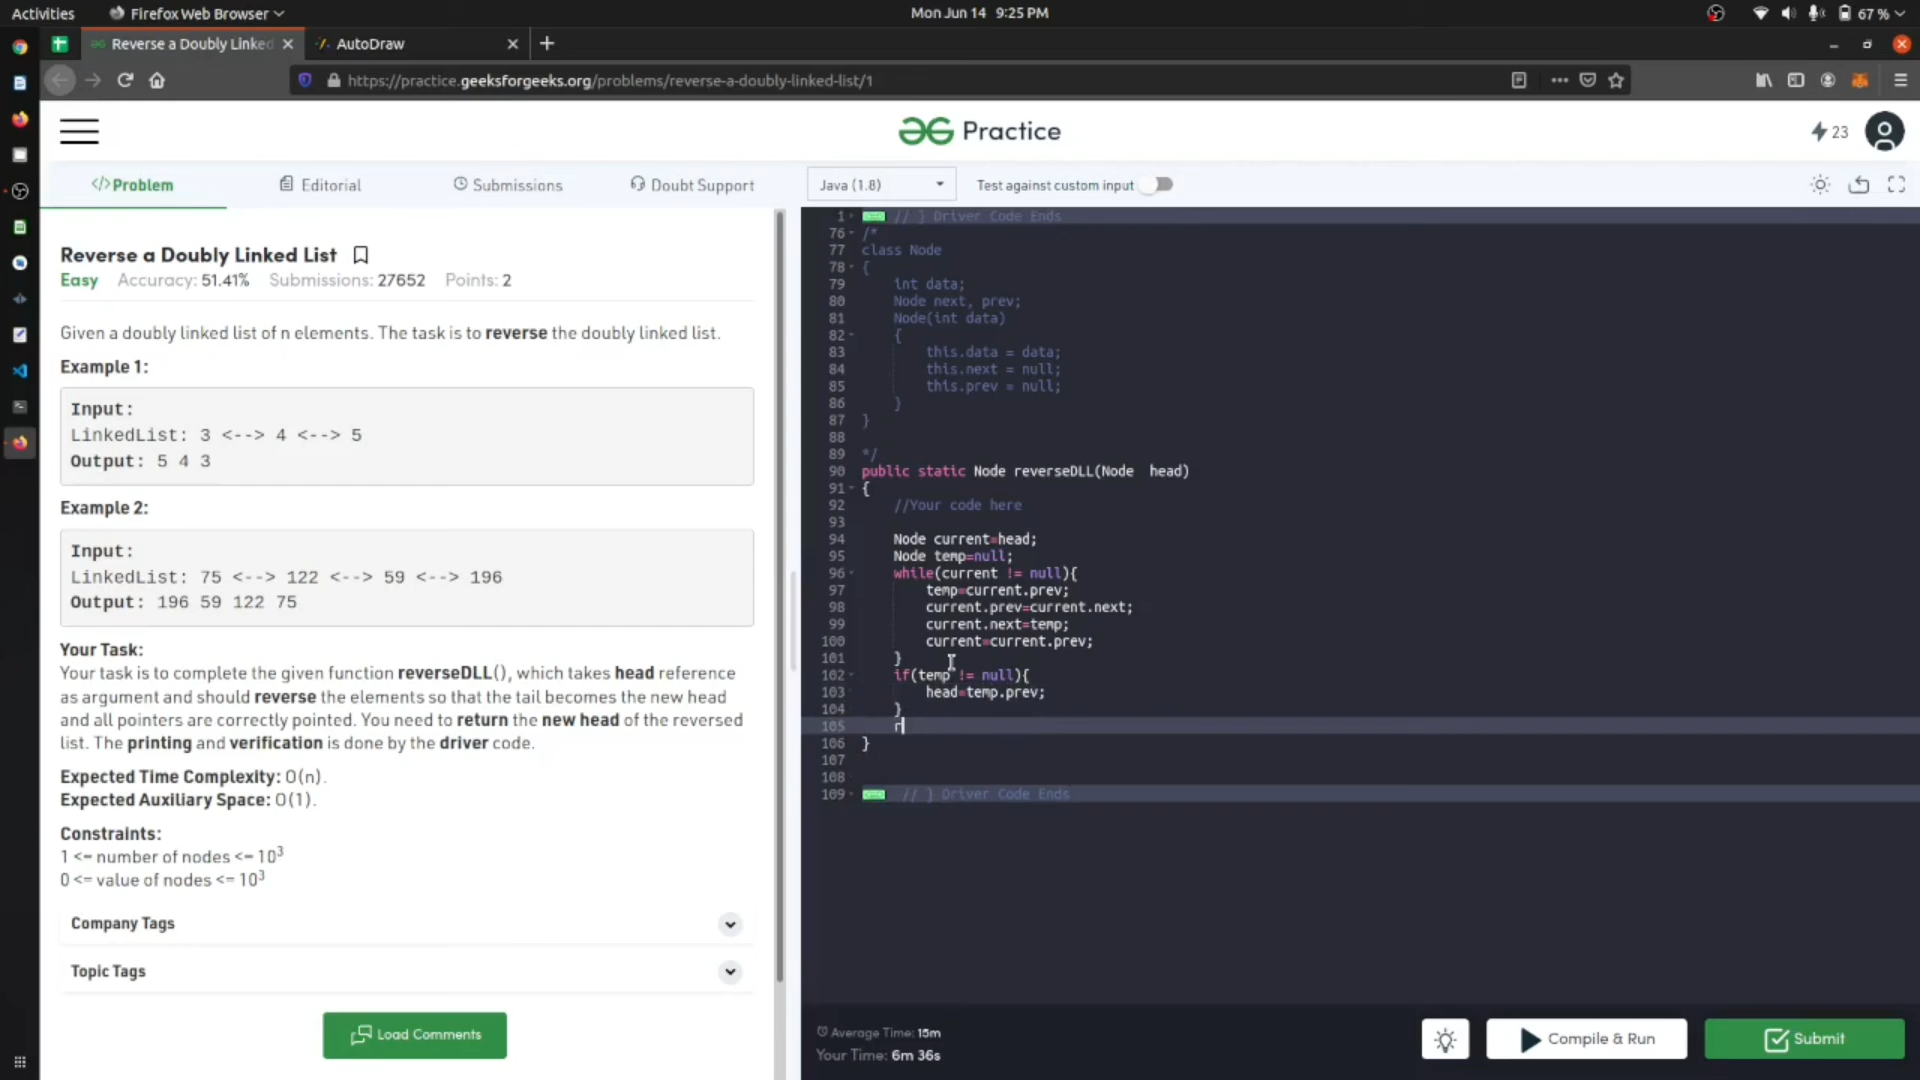 Activities
Firefox Web Browser
Mon Jun 14 9:25 PM
67 %
Reverse a Doubly Linked
AutoDraw
https://practice.geeksforgeeks.org/problems/reverse-a-doubly-linked-list/1
Practice
23
</>Problem
Editorial
Submissions
Doubt Support
Java (1.8)
Test against custom input
Reverse a Doubly Linked List
Easy Accuracy: 51.41% Submissions: 27652 Points: 2
Given a doubly linked list of n elements. The task is to reverse the doubly linked list.
Example 1:
Input:
LinkedList: 3 <--> 4 <--> 5
Output: 5 4 3
Example 2:
Input:
LinkedList: 75 <--> 122 <--> 59 <--> 196
Output: 196 59 122 75
Your Task:
Your task is to complete the given function reverseDLL(), which takes head reference
as argument and should reverse the elements so that the tail becomes the new head
and all pointers are correctly pointed. You need to return the new head of the reversed
list. The printing and verification is done by the driver code.
Expected Time Complexity: O(n).
Expected Auxiliary Space: O(1).
Constraints:
1 <= number of nodes <= 10³
0 <= value of nodes <= 10³
Company Tags
Topic Tags
Load Comments
1 // } Driver Code Ends
76 /*
77 class Node
78 {
79 int data;
80 Node next, prev;
81 Node(int data)
82 {
83 this.data = data;
84 this.next = null;
85 this.prev = null;
86 }
87 }
88
89 */
90 public static Node reverseDLL(Node head)
91 {
92 //Your code here
93
94 Node current=head;
95 Node temp=null;
96 while(current != null){
97 temp=current.prev;
98 current.prev=current.next;
99 current.next=temp;
100 current=current.prev;
101 }
102 if(temp != null){
103 head=temp.prev;
104 }
105 r
106 }
107
108
109 // } Driver Code Ends
Average Time: 15m
Your Time: 6m 36s
Compile & Run
Submit